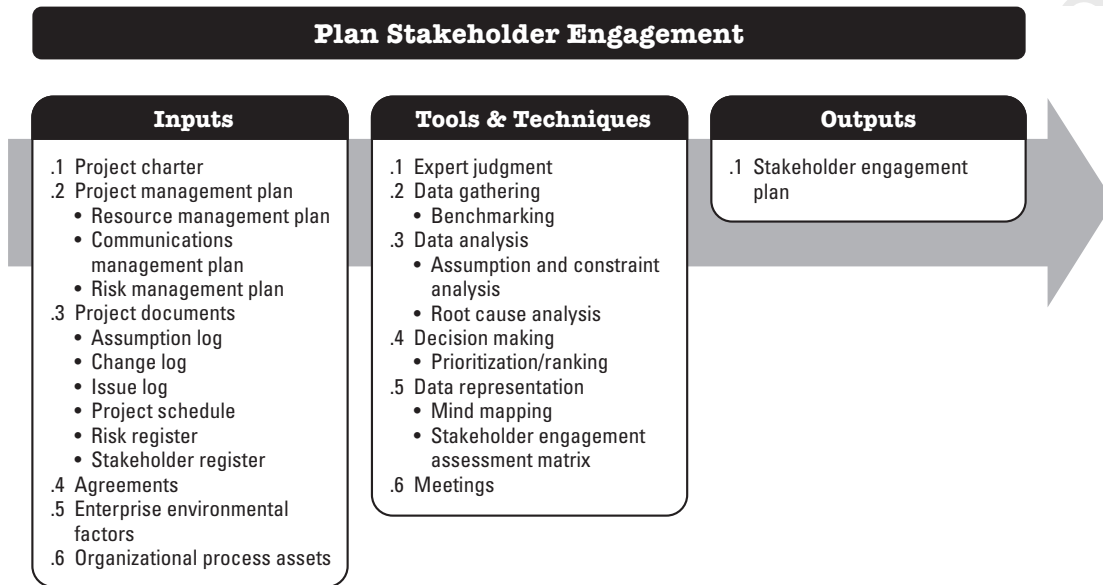 Plan Stakeholder Engagement
Inputs
.1 Project charter
.2 Project management plan
• Resource management plan
• Communications
management plan
• Risk management plan
.3 Project documents
• Assumption log
• Change log
• Issue log
• Project schedule
• Risk register
• Stakeholder register
.4 Agreements
.5 Enterprise environmental
factors
.6 Organizational process assets
Tools & Techniques
.1 Expert judgment
.2 Data gathering
• Benchmarking
.3 Data analysis
• Assumption and constraint
analysis
• Root cause analysis
.4 Decision making
• Prioritization/ranking
.5 Data representation
• Mind mapping
• Stakeholder engagement
assessment matrix
.6 Meetings
Outputs
.1 Stakeholder engagement
plan